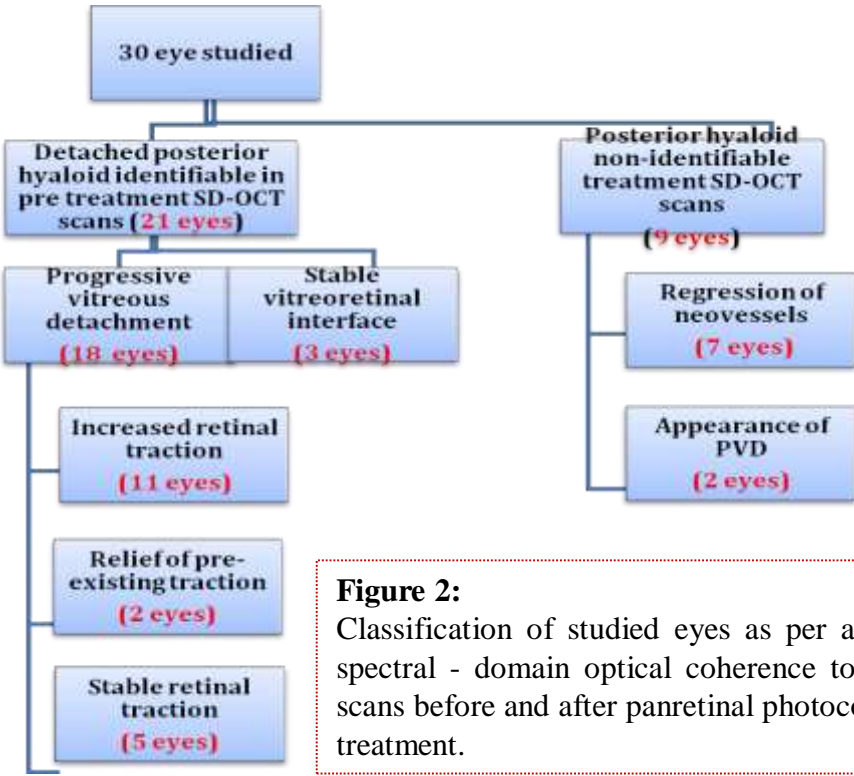 30 eye studied
Detached posterior
hyaloid identifiable in
pre treatment SD-OCT
scans (21 eyes)
Posterior hyaloid
non-identifiable
treatment SD-OCT
scans
(9 eyes)
Progressive
vitreous
detachment
(18 eyes)
Stable
vitreoretinal
interface
(3 eyes)
Regression of
neovessels
(7 eyes)
Increased retinal
traction
(11 eyes)
Appearance of
PVD
(2 eyes)
Relief of pre-
existing traction
(2 eyes)
Stable retinal
traction
(5 eyes)
Figure 2:
Classification of studied eyes as per a
spectral - domain optical coherence to
scans before and after panretinal photoc
treatment.